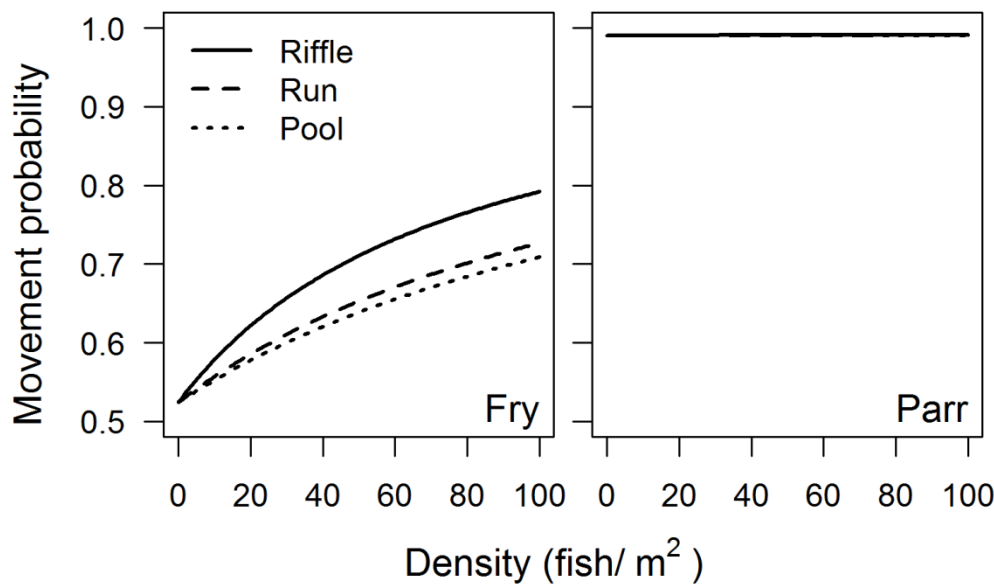 Movement probability
1.0
0.9
0.8
0.7
0.6
0.5
Riffle
Run
Pool
Fry
Parr
0 20 40 60 80 100
0 20 40 60 80 100
Density (fish/ m² )